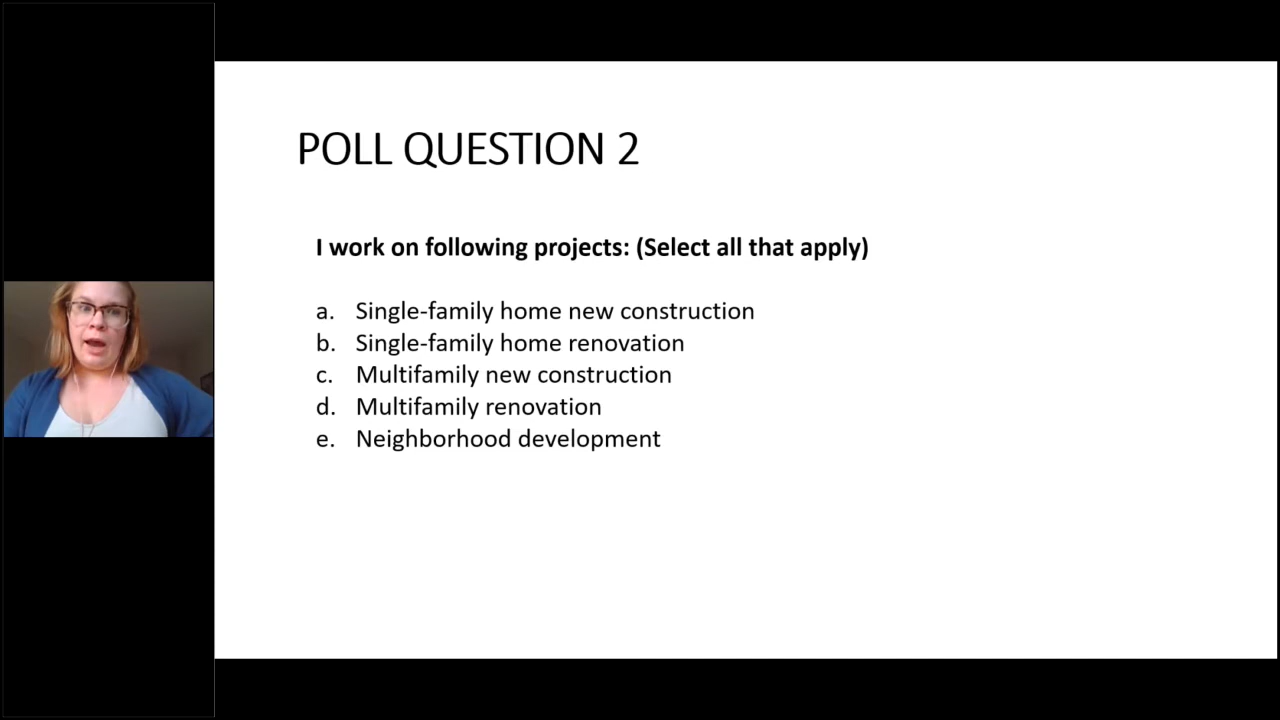 POLL QUESTION 2
I work on following projects: (Select all that apply)
a. Single-family home new construction
b. Single-family home renovation
c. Multifamily new construction
d. Multifamily renovation
e. Neighborhood development